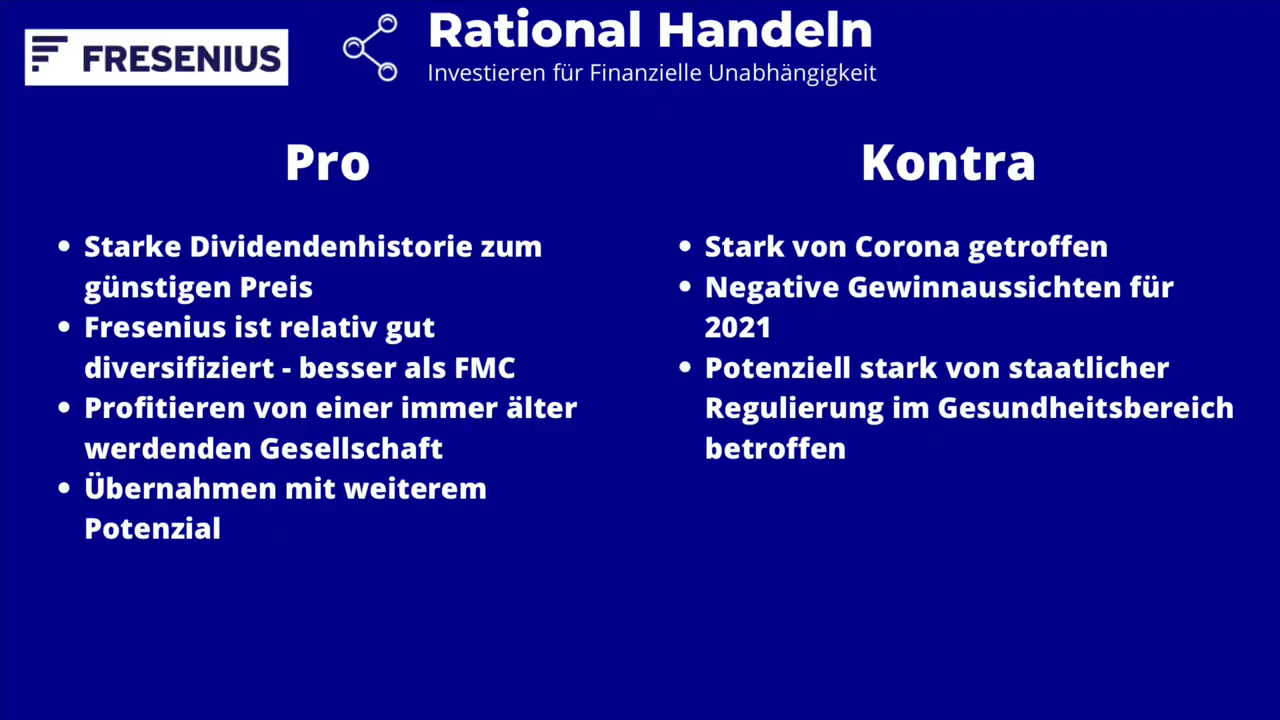 FRESENIUS
Rational Handeln
Investieren für Finanzielle Unabhängigkeit
Pro
• Starke Dividendenhistorie zum
günstigen Preis
• Fresenius ist relativ gut
diversifiziert - besser als FMC
• Profitieren von einer immer älter
werdenden Gesellschaft
• Übernahmen mit weiterem
Potenzial
Kontra
• Stark von Corona getroffen
• Negative Gewinnaussichten für
2021
• Potenziell stark von staatlicher
Regulierung im Gesundheitsbereich
betroffen